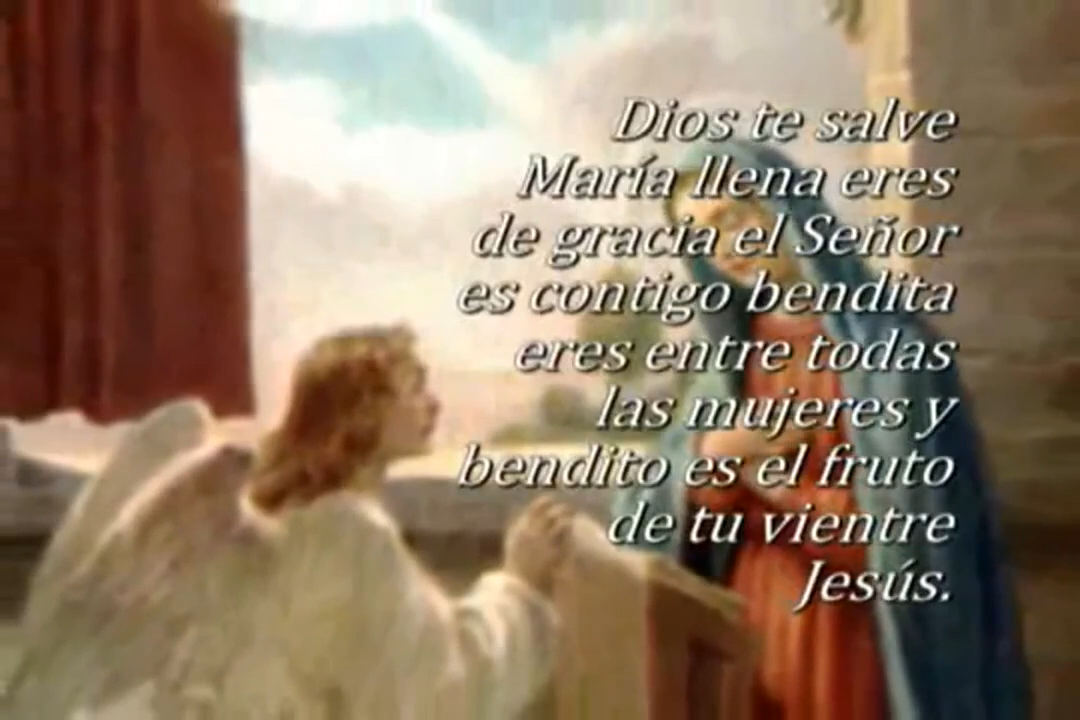 Dios te salve
María llena eres
de gracia el Señor
es contigo bendita
eres entre todas
las mujeres y
bendito es el fruto
de tu vientre
Jesús.